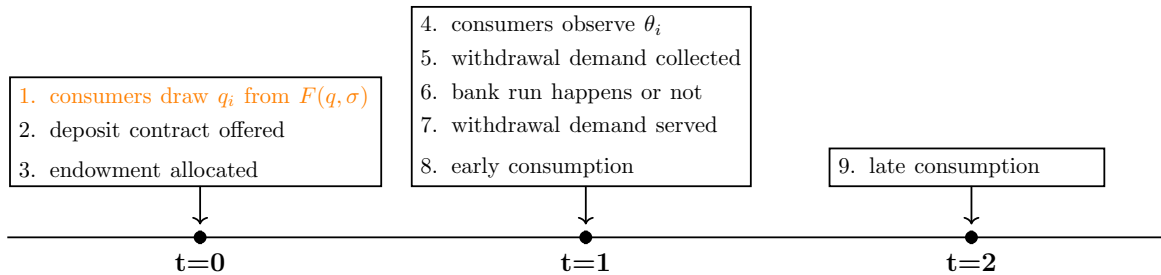 1. consumers draw q_i from F(q, σ)
2. deposit contract offered
3. endowment allocated
4. consumers observe θ_i
5. withdrawal demand collected
6. bank run happens or not
7. withdrawal demand served
8. early consumption
9. late consumption
t=0
t=1
t=2